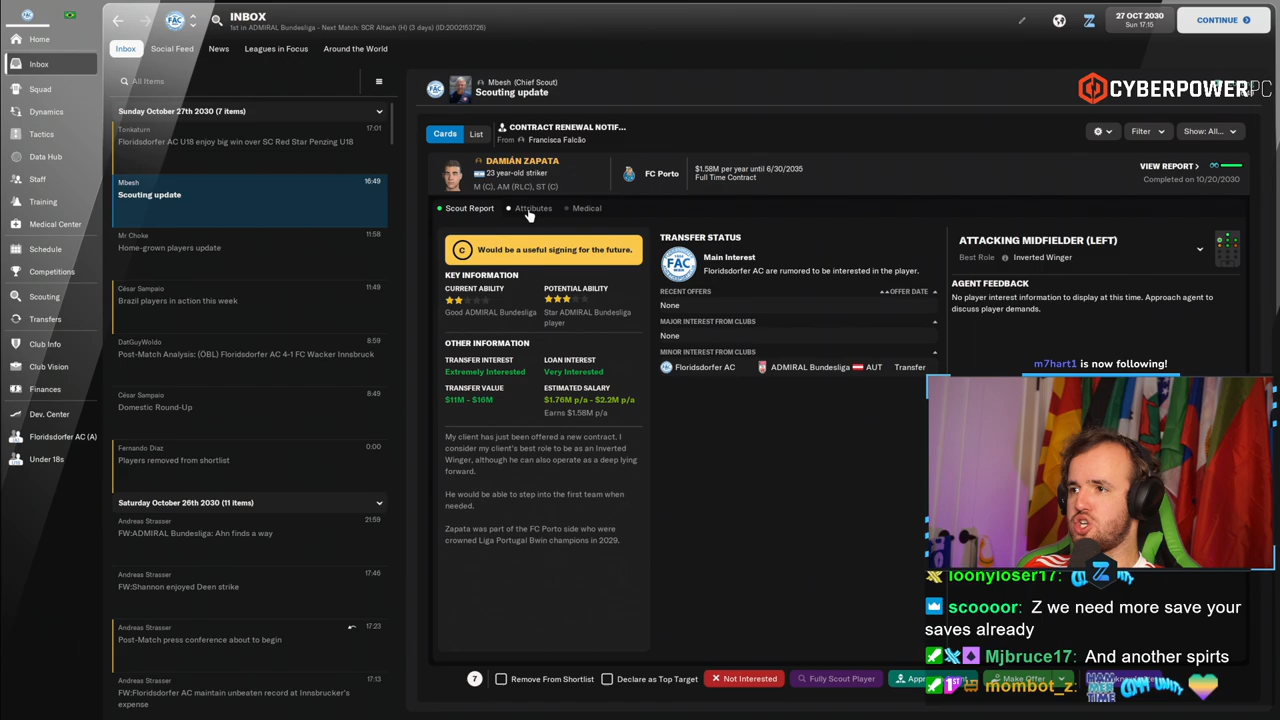 INBOX
1st in ADMIRAL Bundesliga - Next Match: SCR Altach (H) (3 days) (ID:2002153726)
27 OCT 2030
Sun 17:15
CONTINUE
Home
Inbox
Squad
Dynamics
Tactics
Data Hub
Staff
Training
Medical Center
Schedule
Competitions
Scouting
Transfers
Club Info
Club Vision
Finances
Dev. Center
Floridsdorfer AC (A)
Under 18s
Inbox
Social Feed
News
Leagues in Focus
Around the World
All Items
Sunday October 27th 2030 (7 items)
Tonkaturn
17:01
Floridsdorfer AC U18 enjoy big win over SC Red Star Penzing U18
Mbesh
16:49
Scouting update
Mr Choke
11:58
Home-grown players update
César Sampaio
11:49
Brazil players in action this week
DatGuyWoldo
8:59
Post-Match Analysis: (ÖBL) Floridsdorfer AC 4-1 FC Wacker Innsbruck
César Sampaio
8:49
Domestic Round-Up
Fernando Diaz
0:00
Players removed from shortlist
Saturday October 26th 2030 (11 items)
Andreas Strasser
21:59
FW:ADMIRAL Bundesliga: Ahn finds a way
Andreas Strasser
17:46
FW:Shannon enjoyed Deen strike
Andreas Strasser
17:23
Post-Match press conference about to begin
Andreas Strasser
17:13
FW:Floridsdorfer AC maintain unbeaten record at Innsbrucker's
expense
Mbesh (Chief Scout)
Scouting update
CYBERPOWERPC
Cards
List
CONTRACT RENEWAL NOTIF...
From Francisca Falcão
Filter
Show: All...
DAMIÁN ZAPATA
23 year-old striker
M (C), AM (RLC), ST (C)
FC Porto
$1.58M per year until 6/30/2035
Full Time Contract
VIEW REPORT >
Completed on 10/20/2030
Scout Report
Attributes
Medical
C
Would be a useful signing for the future.
KEY INFORMATION
CURRENT ABILITY
POTENTIAL ABILITY
Good ADMIRAL Bundesliga
Star ADMIRAL Bundesliga
player
OTHER INFORMATION
TRANSFER INTEREST
LOAN INTEREST
Extremely Interested
Very Interested
TRANSFER VALUE
ESTIMATED SALARY
$11M - $16M
$1.76M p/a - $2.2M p/a
Earns $1.58M p/a
My client has just been offered a new contract. I
consider my client's best role to be as an Inverted
Winger, although he can also operate as a deep lying
forward.
He would be able to step into the first team when
needed.
Zapata was part of the FC Porto side who were
crowned Liga Portugal Bwin champions in 2029.
TRANSFER STATUS
Main Interest
Floridsdorfer AC are rumored to be interested in the player.
RECENT OFFERS
OFFER DATE
None
MAJOR INTEREST FROM CLUBS
None
MINOR INTEREST FROM CLUBS
Floridsdorfer AC
ADMIRAL Bundesliga
AUT
Transfer
ATTACKING MIDFIELDER (LEFT)
Best Role
Inverted Winger
AGENT FEEDBACK
No player interest information to display at this time. Approach agent to
discuss player demands.
m7hart1 is now following!
loonyloser17:
scoooor: Z we need more save your
saves already
Mjbruce17: And another spirts
mombot_z:
7
Remove From Shortlist
Declare as Top Target
Not Interested
Fully Scout Player
Make Offer